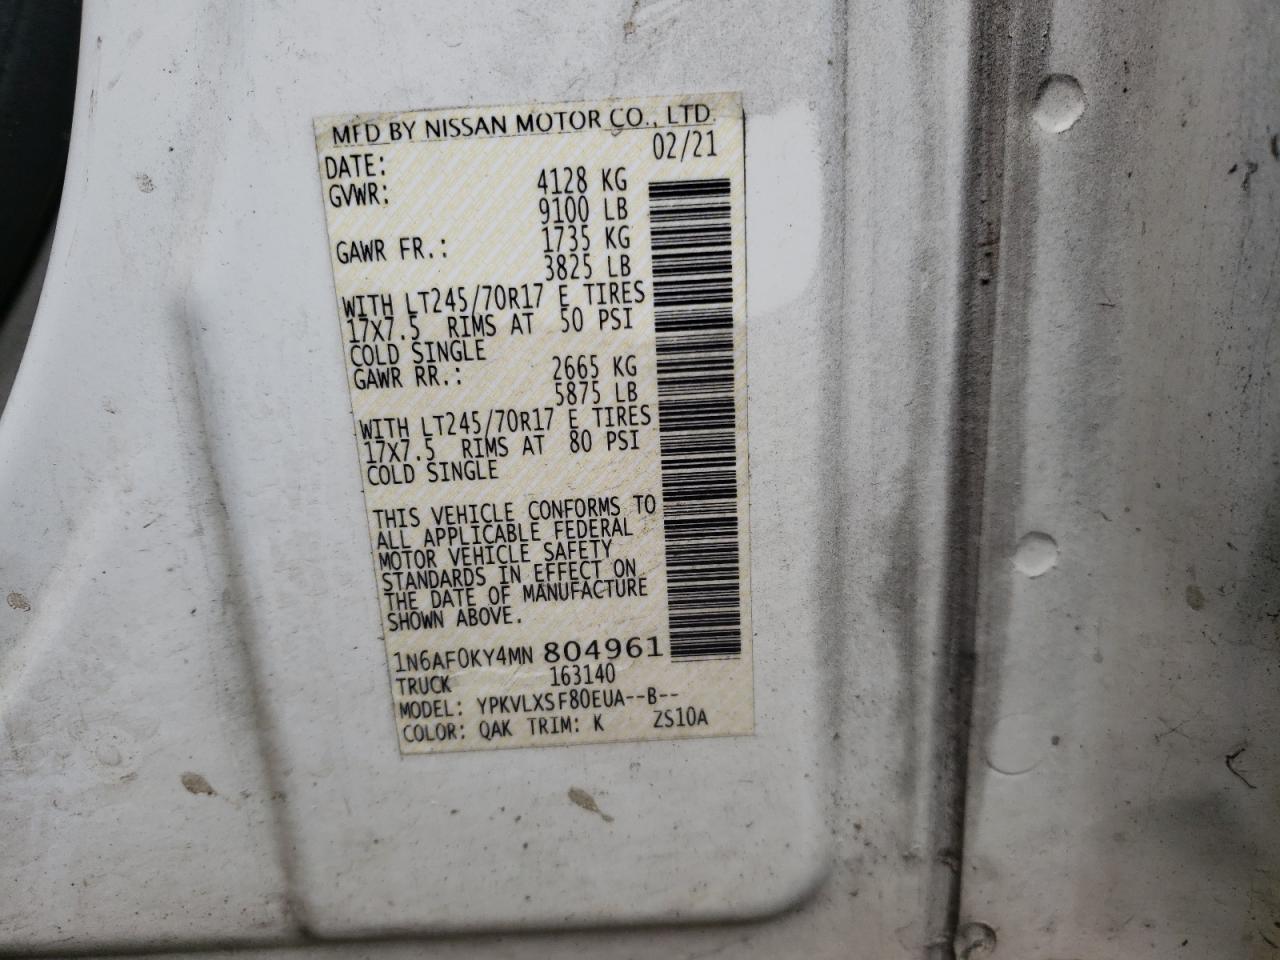 MFD BY NISSAN MOTOR CO., LTD.
DATE: 02/21
GVWR: 4128 KG
9100 LB
GAWR FR.: 1735 KG
3825 LB
WITH LT245/70R17 E TIRES
17X7.5 RIMS AT 50 PSI
COLD SINGLE
GAWR RR.: 2665 KG
5875 LB
WITH LT245/70R17 E TIRES
17X7.5 RIMS AT 80 PSI
COLD SINGLE
THIS VEHICLE CONFORMS TO
ALL APPLICABLE FEDERAL
MOTOR VEHICLE SAFETY
STANDARDS IN EFFECT ON
THE DATE OF MANUFACTURE
SHOWN ABOVE.
1N6AF0KY4MN 804961
TRUCK 163140
MODEL: YPKVLXSF80EUA--B--
COLOR: QAK TRIM: K ZS10A